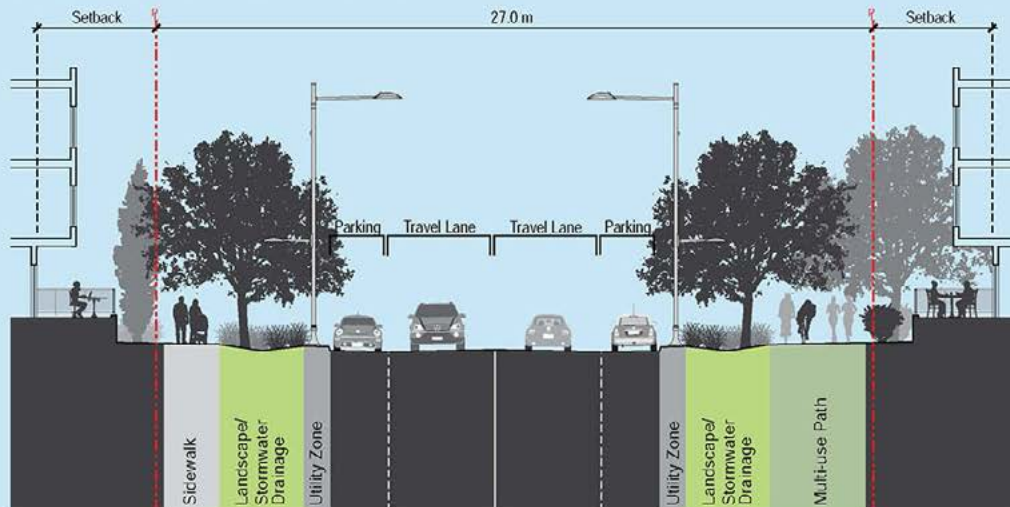 Setback
27.0 m
Setback
Parking
Travel Lane
Travel Lane
Parking
Sidewalk
Landscape/
Stormwater
Drainage
Utility Zone
Utility Zone
Landscape/
Stormwater
Drainage
Multi-use Path